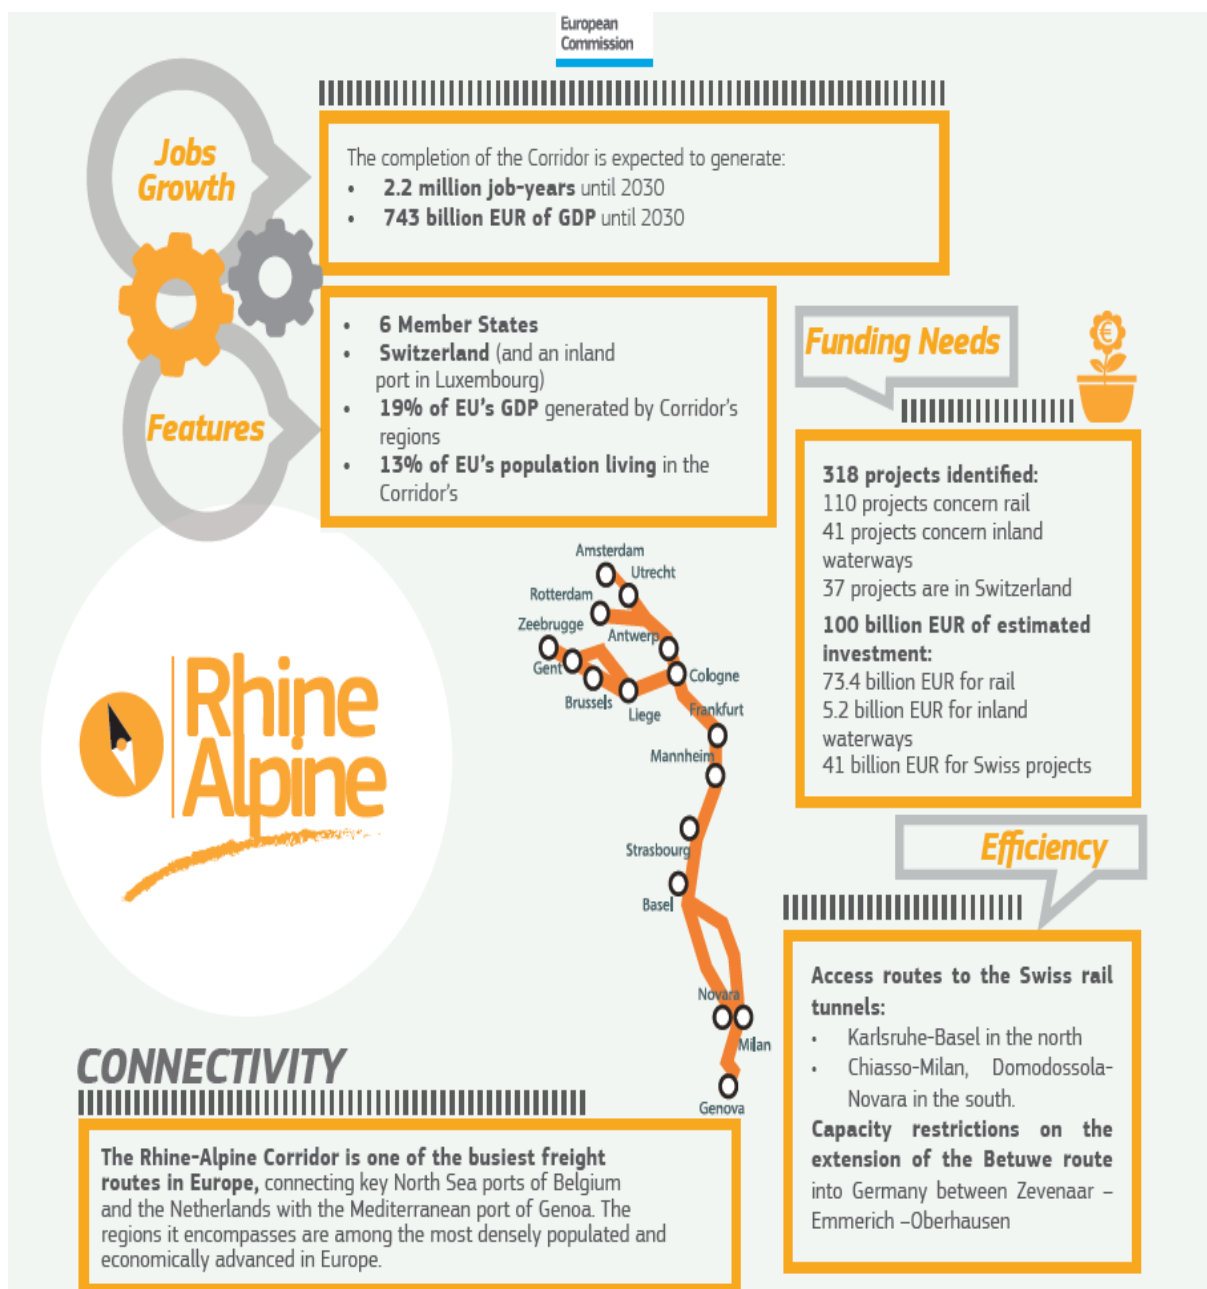 European
Commission
Jobs
Growth
The completion of the Corridor is expected to generate:
• 2.2 million job-years until 2030
• 743 billion EUR of GDP until 2030
Features
• 6 Member States
• Switzerland (and an inland
port in Luxembourg)
• 19% of EU's GDP generated by Corridor's
regions
• 13% of EU's population living in the
Corridor's
Funding Needs
€
318 projects identified:
110 projects concern rail
41 projects concern inland
waterways
37 projects are in Switzerland
100 billion EUR of estimated
investment:
73.4 billion EUR for rail
5.2 billion EUR for inland
waterways
41 billion EUR for Swiss projects
Rhine
Alpine
Amsterdam
Utrecht
Rotterdam
Zeebrugge
Antwerp
Gent
Cologne
Brussels
Liege
Frankfurt
Mannheim
Strasbourg
Basel
Novara
Milan
Genova
Efficiency
Access routes to the Swiss rail
tunnels:
• Karlsruhe-Basel in the north
• Chiasso-Milan, Domodossola-
Novara in the south.
Capacity restrictions on the
extension of the Betuwe route
into Germany between Zevenaar –
Emmerich –Oberhausen
CONNECTIVITY
The Rhine-Alpine Corridor is one of the busiest freight
routes in Europe, connecting key North Sea ports of Belgium
and the Netherlands with the Mediterranean port of Genoa. The
regions it encompasses are among the most densely populated and
economically advanced in Europe.